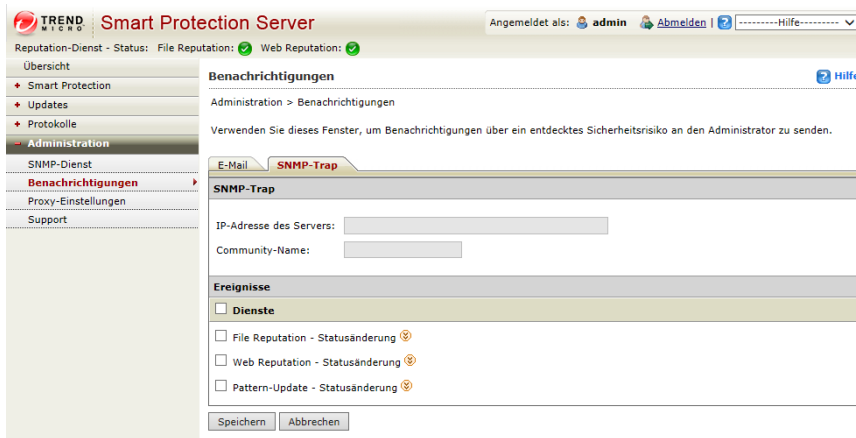 TREND MICRO Smart Protection Server
Angemeldet als: admin Abmelden | ? ---------Hilfe---------
Reputation-Dienst - Status: File Reputation: Web Reputation:
Übersicht
+ Smart Protection
+ Updates
+ Protokolle
- Administration
SNMP-Dienst
Benachrichtigungen
Proxy-Einstellungen
Support
Benachrichtigungen
? Hilfe
Administration > Benachrichtigungen
Verwenden Sie dieses Fenster, um Benachrichtigungen über ein entdecktes Sicherheitsrisiko an den Administrator zu senden.
E-Mail SNMP-Trap
SNMP-Trap
IP-Adresse des Servers:
Community-Name:
Ereignisse
Dienste
File Reputation - Statusänderung
Web Reputation - Statusänderung
Pattern-Update - Statusänderung
Speichern Abbrechen